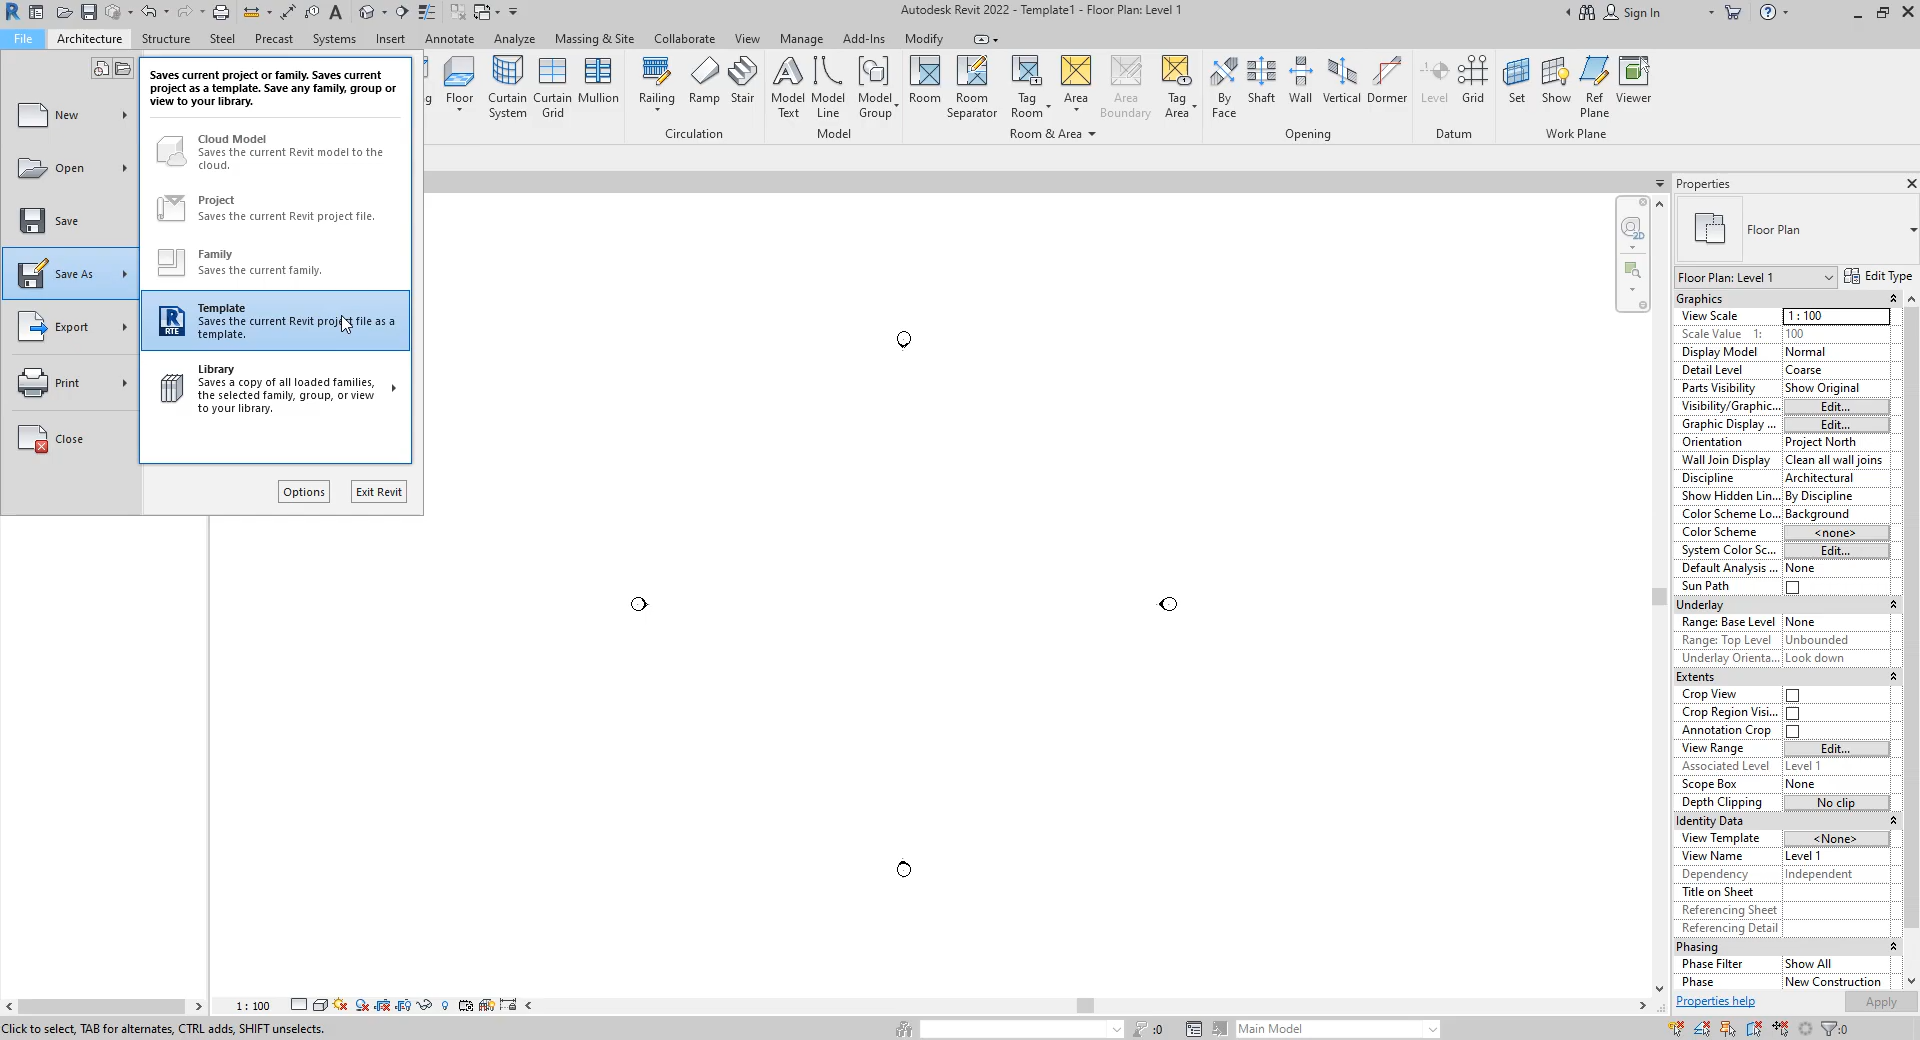 Autodesk Revit 2022 - Template1 - Floor Plan: Level 1
Sign In
File
Architecture
Structure
Steel
Precast
Systems
Insert
Annotate
Analyze
Massing & Site
Collaborate
View
Manage
Add-Ins
Modify
Saves current project or family. Saves current
project as a template. Save any family, group or
view to your library.
New
Open
Save
Save As
Export
Print
Close
Cloud Model
Saves the current Revit model to the
cloud.
Project
Saves the current Revit project file.
Family
Saves the current family.
Template
Saves the current Revit project file as a
template.
RTE
Library
Saves a copy of all loaded families,
the selected family, group, or view
to your library.
Options
Exit Revit
g
Floor
Curtain
System
Curtain
Grid
Mullion
Railing
Ramp
Stair
Circulation
Model
Text
Model
Line
Model
Group
Model
Room
Room
Separator
Tag
Room
Area
Area
Boundary
Tag
Area
Room & Area
By
Face
Shaft
Wall
Vertical
Dormer
Opening
Level
Grid
Datum
Set
Show
Ref
Plane
Viewer
Work Plane
2D
Properties
Floor Plan
Floor Plan: Level 1
Edit Type
Graphics
View Scale 1 : 100
Scale Value 1: 100
Display Model Normal
Detail Level Coarse
Parts Visibility Show Original
Visibility/Graphic... Edit...
Graphic Display ... Edit...
Orientation Project North
Wall Join Display Clean all wall joins
Discipline Architectural
Show Hidden Lin... By Discipline
Color Scheme Lo... Background
Color Scheme <none>
System Color Sc... Edit...
Default Analysis ... None
Sun Path
Underlay
Range: Base Level None
Range: Top Level Unbounded
Underlay Orienta... Look down
Extents
Crop View
Crop Region Visi...
Annotation Crop
View Range Edit...
Associated Level Level 1
Scope Box None
Depth Clipping No clip
Identity Data
View Template <None>
View Name Level 1
Dependency Independent
Title on Sheet
Referencing Sheet
Referencing Detail
Phasing
Phase Filter Show All
Phase New Construction
Properties help
Apply
1 : 100
Click to select, TAB for alternates, CTRL adds, SHIFT unselects.
:0
Main Model
:0